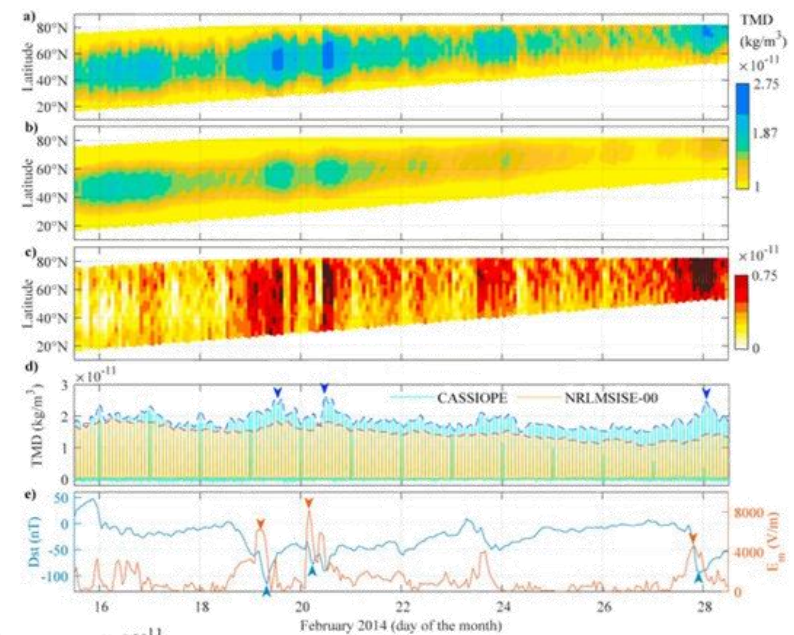 a)
80°N
60°N
40°N
20°N
Latitude
TMD
(kg/m³)
×10⁻¹¹
2.75
1.87
1
b)
80°N
60°N
40°N
20°N
Latitude
c)
80°N
60°N
40°N
20°N
Latitude
×10⁻¹¹
0.75
0
d)
×10⁻¹¹
3
2
1
0
TMD (kg/m³)
CASSIOPE
NRLMSISE-00
e)
50
0
-50
-100
Dst (nT)
8000
4000
0
Eₘ (V/m)
16 18 20 22 24 26 28
February 2014 (day of the month)